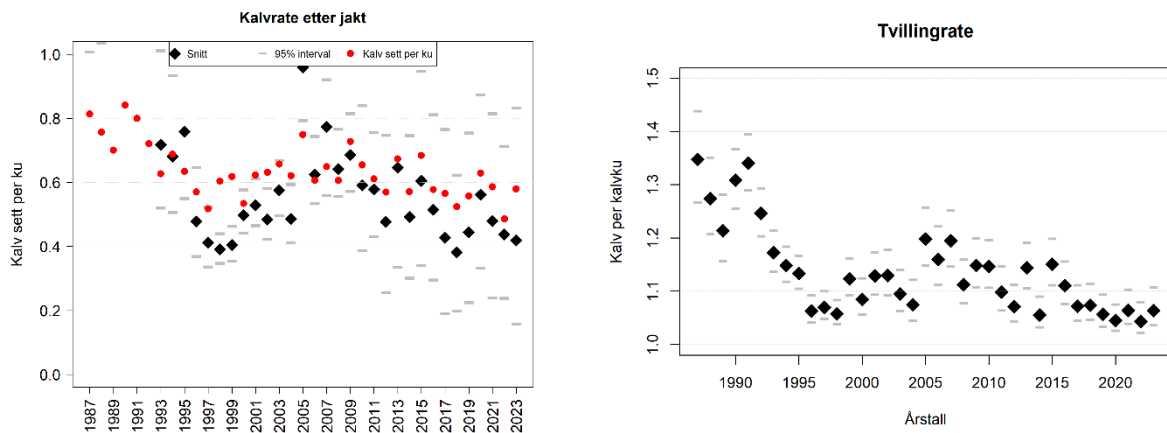 Kalvrate etter jakt
Snitt 95% interval Kalv sett per ku
Kalv sett per ku
1.0
0.8
0.6
0.4
0.2
0.0
1987 1989 1991 1993 1995 1997 1999 2001 2003 2005 2007 2009 2011 2013 2015 2017 2019 2021 2023
Tvillingrate
Kalv per kalvku
1.5
1.4
1.3
1.2
1.1
1.0
1990 1995 2000 2005 2010 2015 2020
Årstall